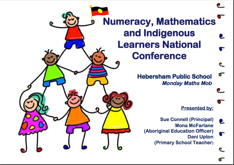 Numeracy, Mathematics
and Indigenous
Learners National
Conference
Hebersham Public School
Monday Maths Mob
Presented by:
Sue Connell (Principal)
Mona McFarlane
(Aboriginal Education Officer)
Dani Upton
(Primary School Teacher)